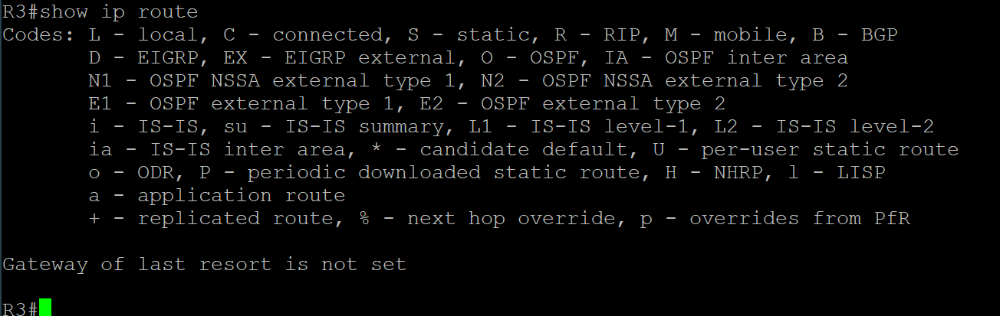 R3#show ip route
Codes: L - local, C - connected, S - static, R - RIP, M - mobile, B - BGP
       D - EIGRP, EX - EIGRP external, O - OSPF, IA - OSPF inter area
       N1 - OSPF NSSA external type 1, N2 - OSPF NSSA external type 2
       E1 - OSPF external type 1, E2 - OSPF external type 2
       i - IS-IS, su - IS-IS summary, L1 - IS-IS level-1, L2 - IS-IS level-2
       ia - IS-IS inter area, * - candidate default, U - per-user static route
       o - ODR, P - periodic downloaded static route, H - NHRP, l - LISP
       a - application route
       + - replicated route, % - next hop override, p - overrides from PfR
Gateway of last resort is not set
R3#